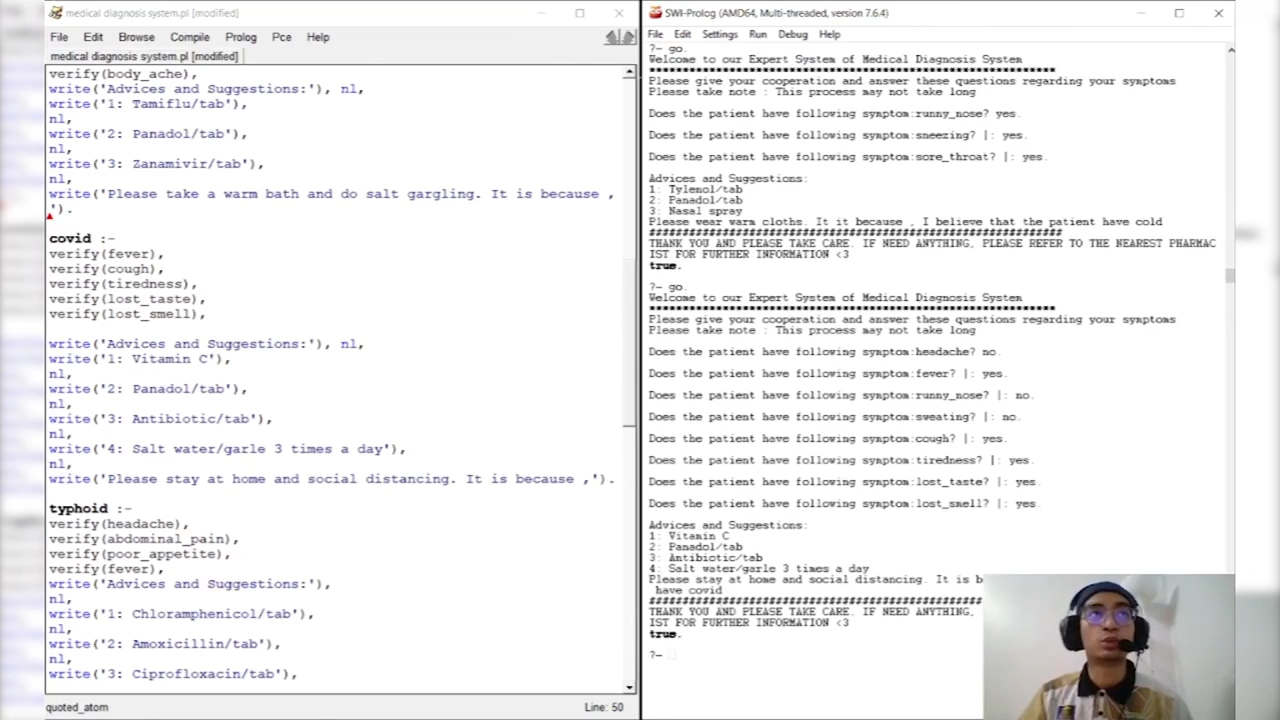 medical diagnosis system.pl [modified]
File Edit Browse Compile Prolog Pce Help
medical diagnosis system.pl [modified]
verify(body_ache),
write('Advices and Suggestions:'), nl,
write('1: Tamiflu/tab'),
nl,
write('2: Panadol/tab'),
nl,
write('3: Zanamivir/tab'),
nl,
write('Please take a warm bath and do salt gargling. It is because ,
').
covid :-
verify(fever),
verify(cough),
verify(tiredness),
verify(lost_taste),
verify(lost_smell),
write('Advices and Suggestions:'), nl,
write('1: Vitamin C'),
nl,
write('2: Panadol/tab'),
nl,
write('3: Antibiotic/tab'),
nl,
write('4: Salt water/garle 3 times a day'),
nl,
write('Please stay at home and social distancing. It is because ,').
typhoid :-
verify(headache),
verify(abdominal_pain),
verify(poor_appetite),
verify(fever),
write('Advices and Suggestions:'),
nl,
write('1: Chloramphenicol/tab'),
nl,
write('2: Amoxicillin/tab'),
nl,
write('3: Ciprofloxacin/tab'),
quoted_atom Line: 50
SWI-Prolog (AMD64, Multi-threaded, version 7.6.4)
File Edit Settings Run Debug Help
?- go.
Welcome to our Expert System of Medical Diagnosis System
****************************************************************
Please give your cooperation and answer these questions regarding your symptoms
Please take note : This process may not take long
Does the patient have following symptom:runny_nose? yes.
Does the patient have following symptom:sneezing? |: yes.
Does the patient have following symptom:sore_throat? |: yes.
Advices and Suggestions:
1: Tylenol/tab
2: Panadol/tab
3: Nasal spray
Please wear warm cloths. It it because , I believe that the patient have cold
################################################################
THANK YOU AND PLEASE TAKE CARE. IF NEED ANYTHING, PLEASE REFER TO THE NEAREST PHARMAC
IST FOR FURTHER INFORMATION <3
true.
?- go.
Welcome to our Expert System of Medical Diagnosis System
****************************************************************
Please give your cooperation and answer these questions regarding your symptoms
Please take note : This process may not take long
Does the patient have following symptom:headache? no.
Does the patient have following symptom:fever? |: yes.
Does the patient have following symptom:runny_nose? |: no.
Does the patient have following symptom:sweating? |: no.
Does the patient have following symptom:cough? |: yes.
Does the patient have following symptom:tiredness? |: yes.
Does the patient have following symptom:lost_taste? |: yes.
Does the patient have following symptom:lost_smell? |: yes.
Advices and Suggestions:
1: Vitamin C
2: Panadol/tab
3: Antibiotic/tab
4: Salt water/garle 3 times a day
Please stay at home and social distancing. It is b
have covid
####################################################
THANK YOU AND PLEASE TAKE CARE. IF NEED ANYTHING,
IST FOR FURTHER INFORMATION <3
true.
?-